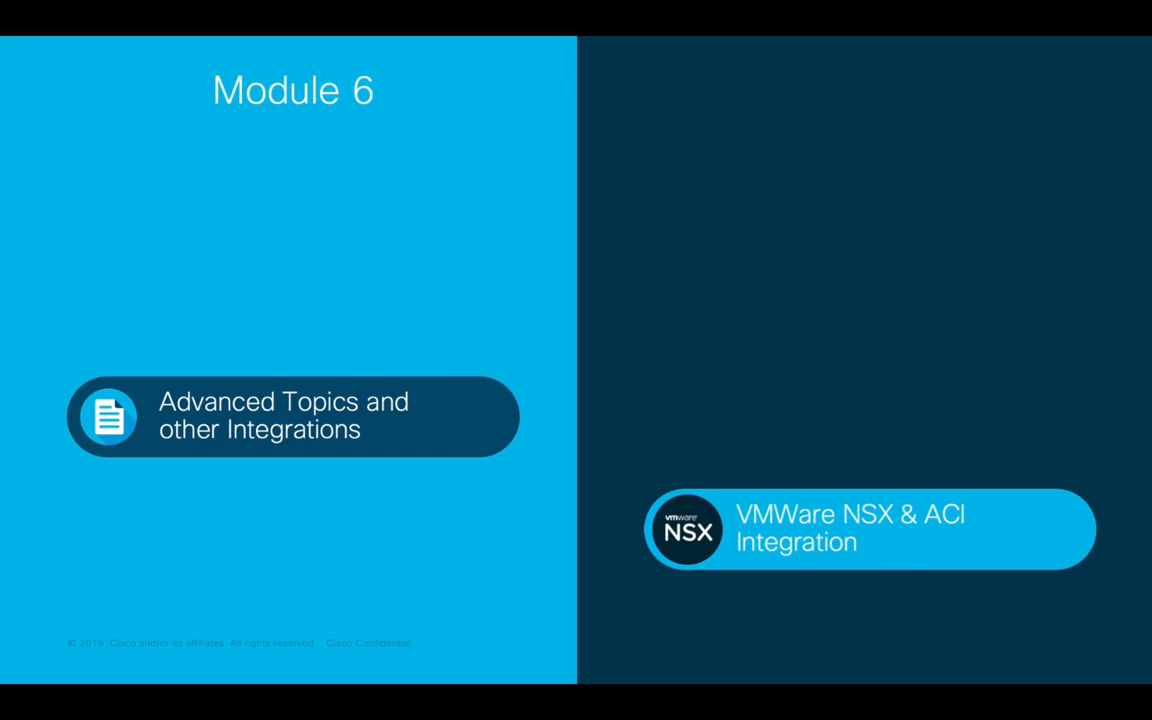 Module 6
Advanced Topics and
other Integrations
vmware
NSX
VMWare NSX & ACI
Integration
© 2018 Cisco and/or its affiliates. All rights reserved. Cisco Confidential